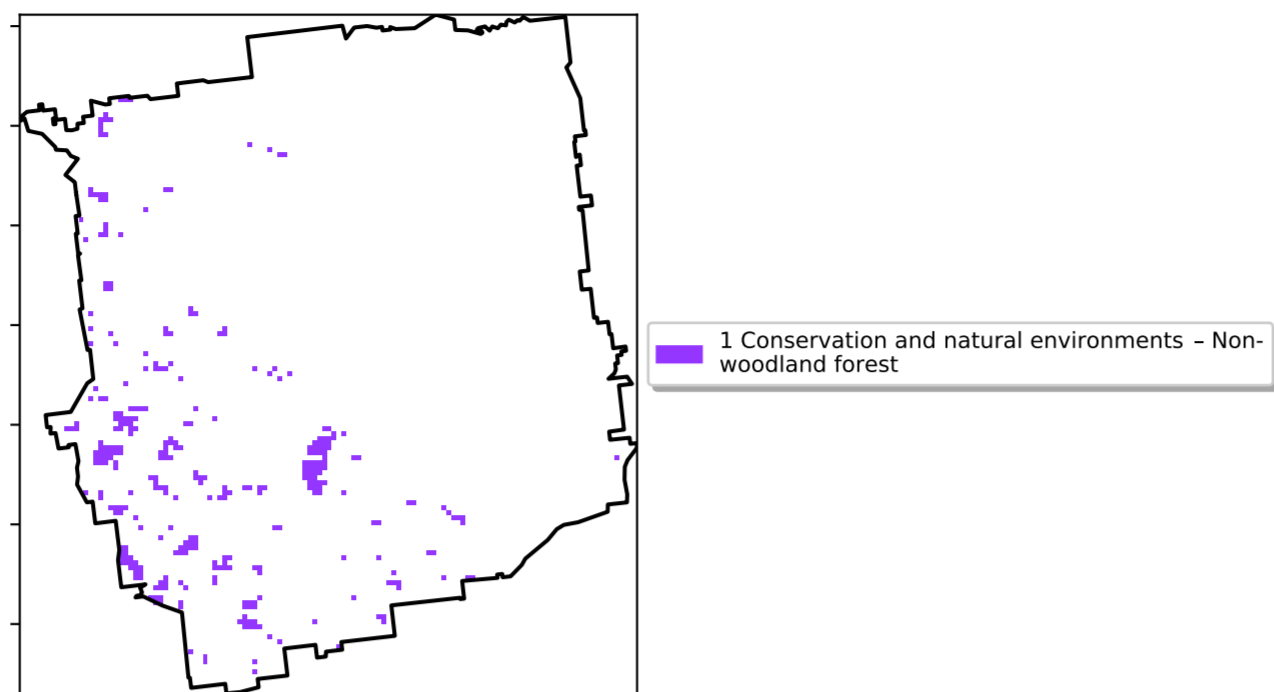 1 Conservation and natural environments – Non-
woodland forest